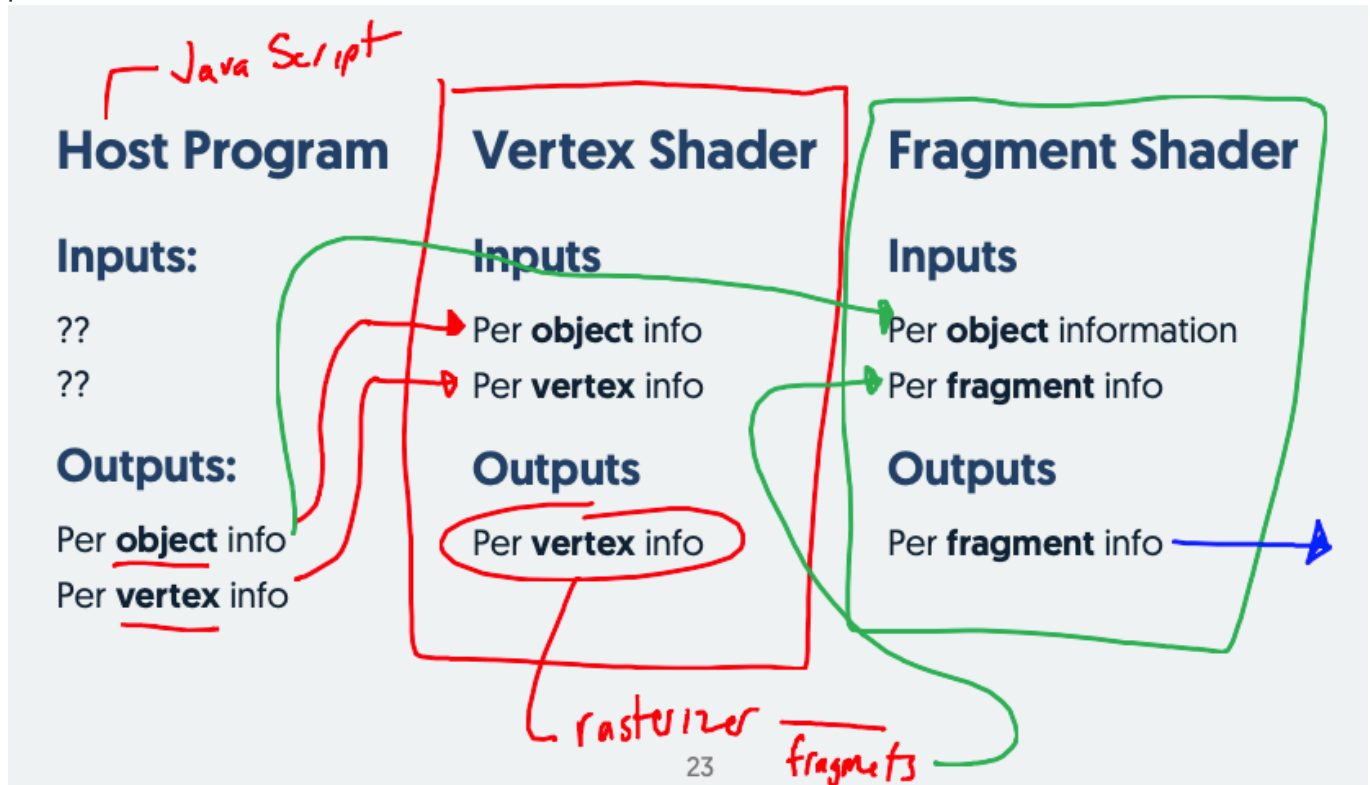 Java Script
Host Program
Inputs:
??
??
Outputs:
Per object info
Per vertex info
Vertex Shader
Inputs
Per object info
Per vertex info
Outputs
Per vertex info
Fragment Shader
Inputs
Per object information
Per fragment info
Outputs
Per fragment info
rasterizer
fragmets
23